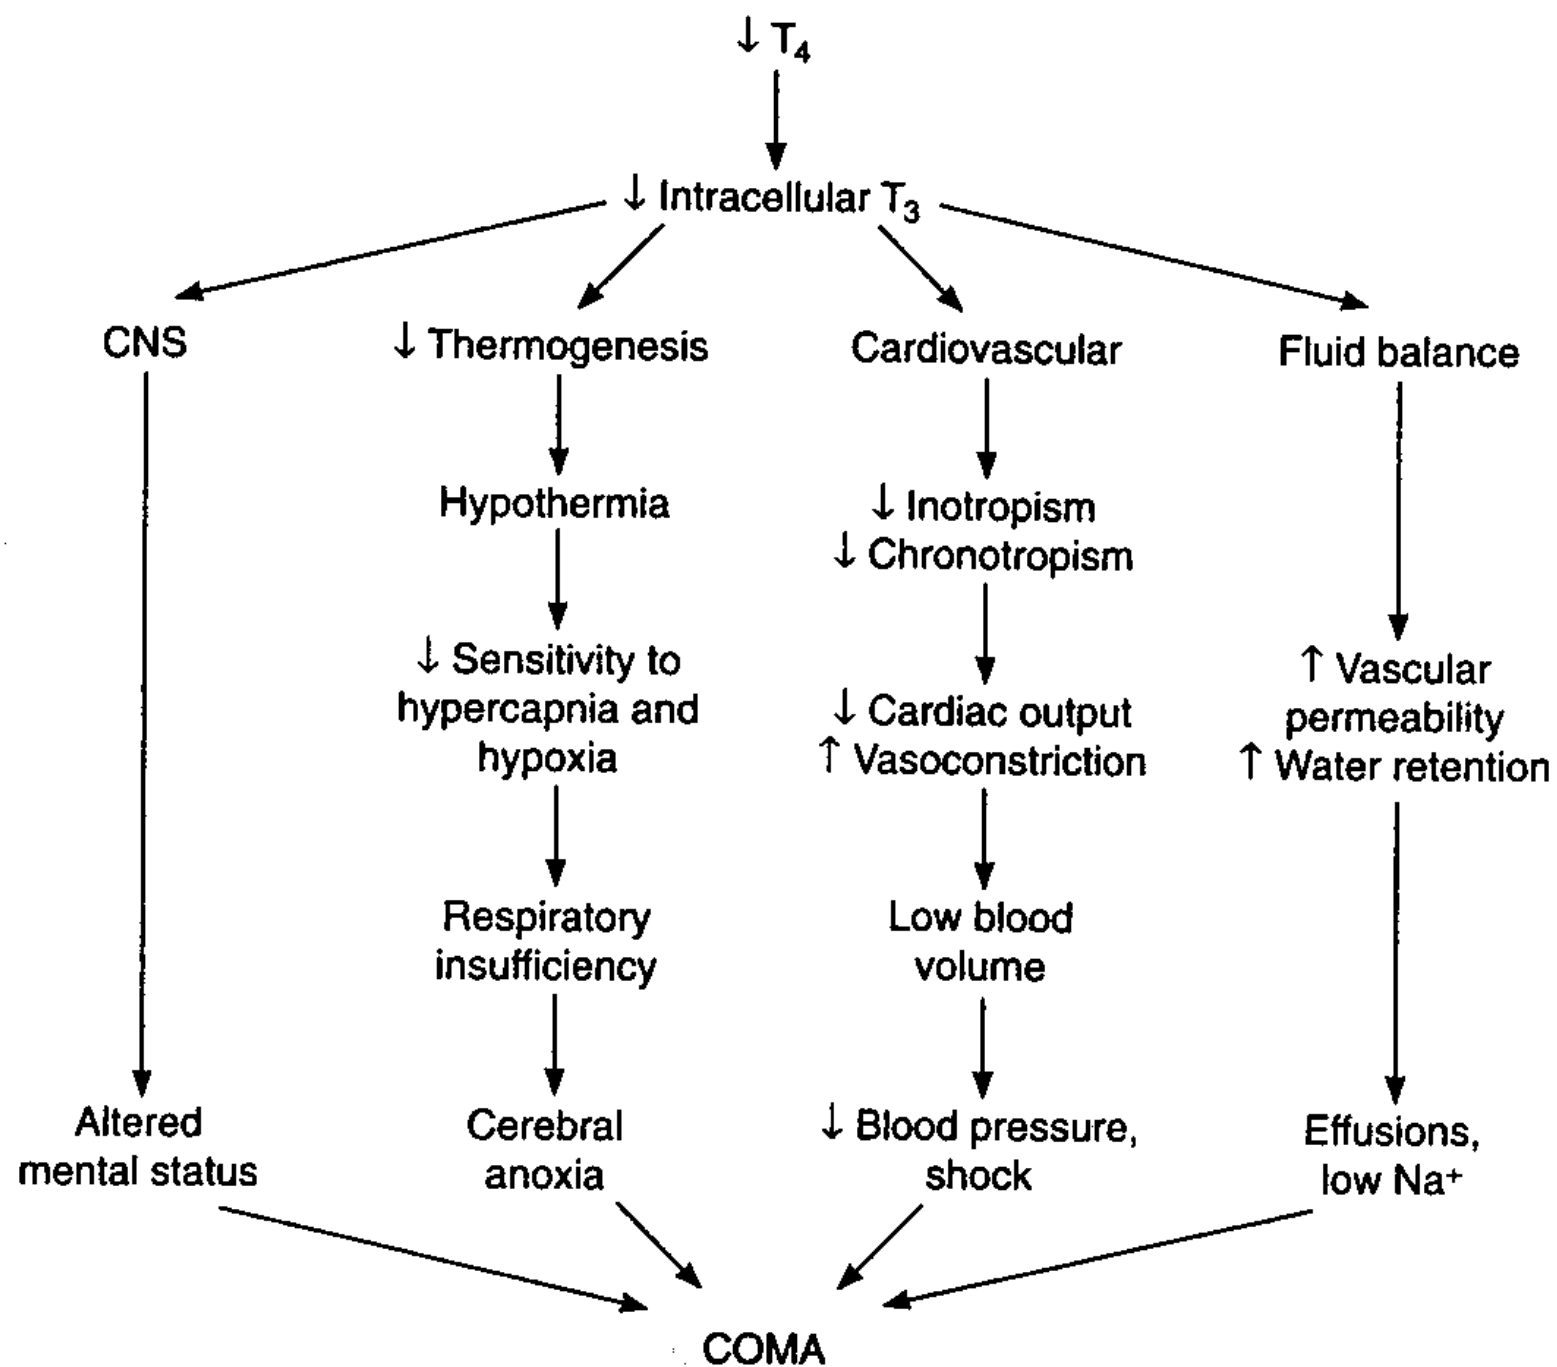 ↓ T₄
↓ Intracellular T₃
CNS
↓ Thermogenesis
Cardiovascular
Fluid balance
Hypothermia
↓ Inotropism
↓ Chronotropism
↓ Sensitivity to
hypercapnia and
hypoxia
↓ Cardiac output
↑ Vasoconstriction
↑ Vascular
permeability
↑ Water retention
Respiratory
insufficiency
Low blood
volume
Altered
mental status
Cerebral
anoxia
↓ Blood pressure,
shock
Effusions,
low Na⁺
COMA